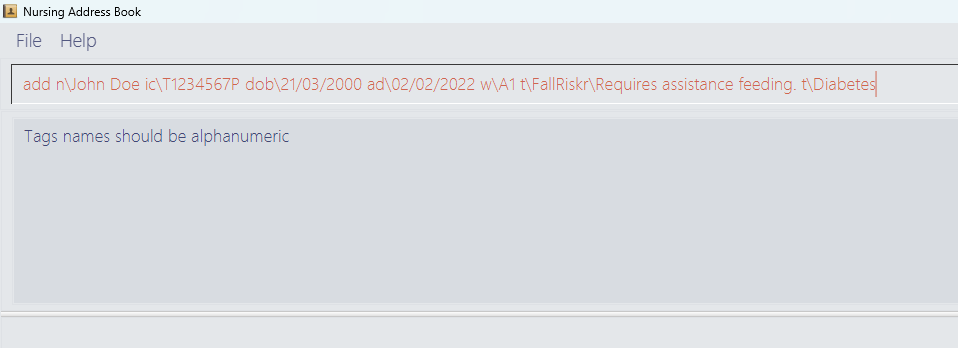 Nursing Address Book
File Help
add n\John Doe ic\T1234567P dob\21/03/2000 ad\02/02/2022 w\A1 t\FallRiskr\Requires assistance feeding. t\Diabetes
Tags names should be alphanumeric